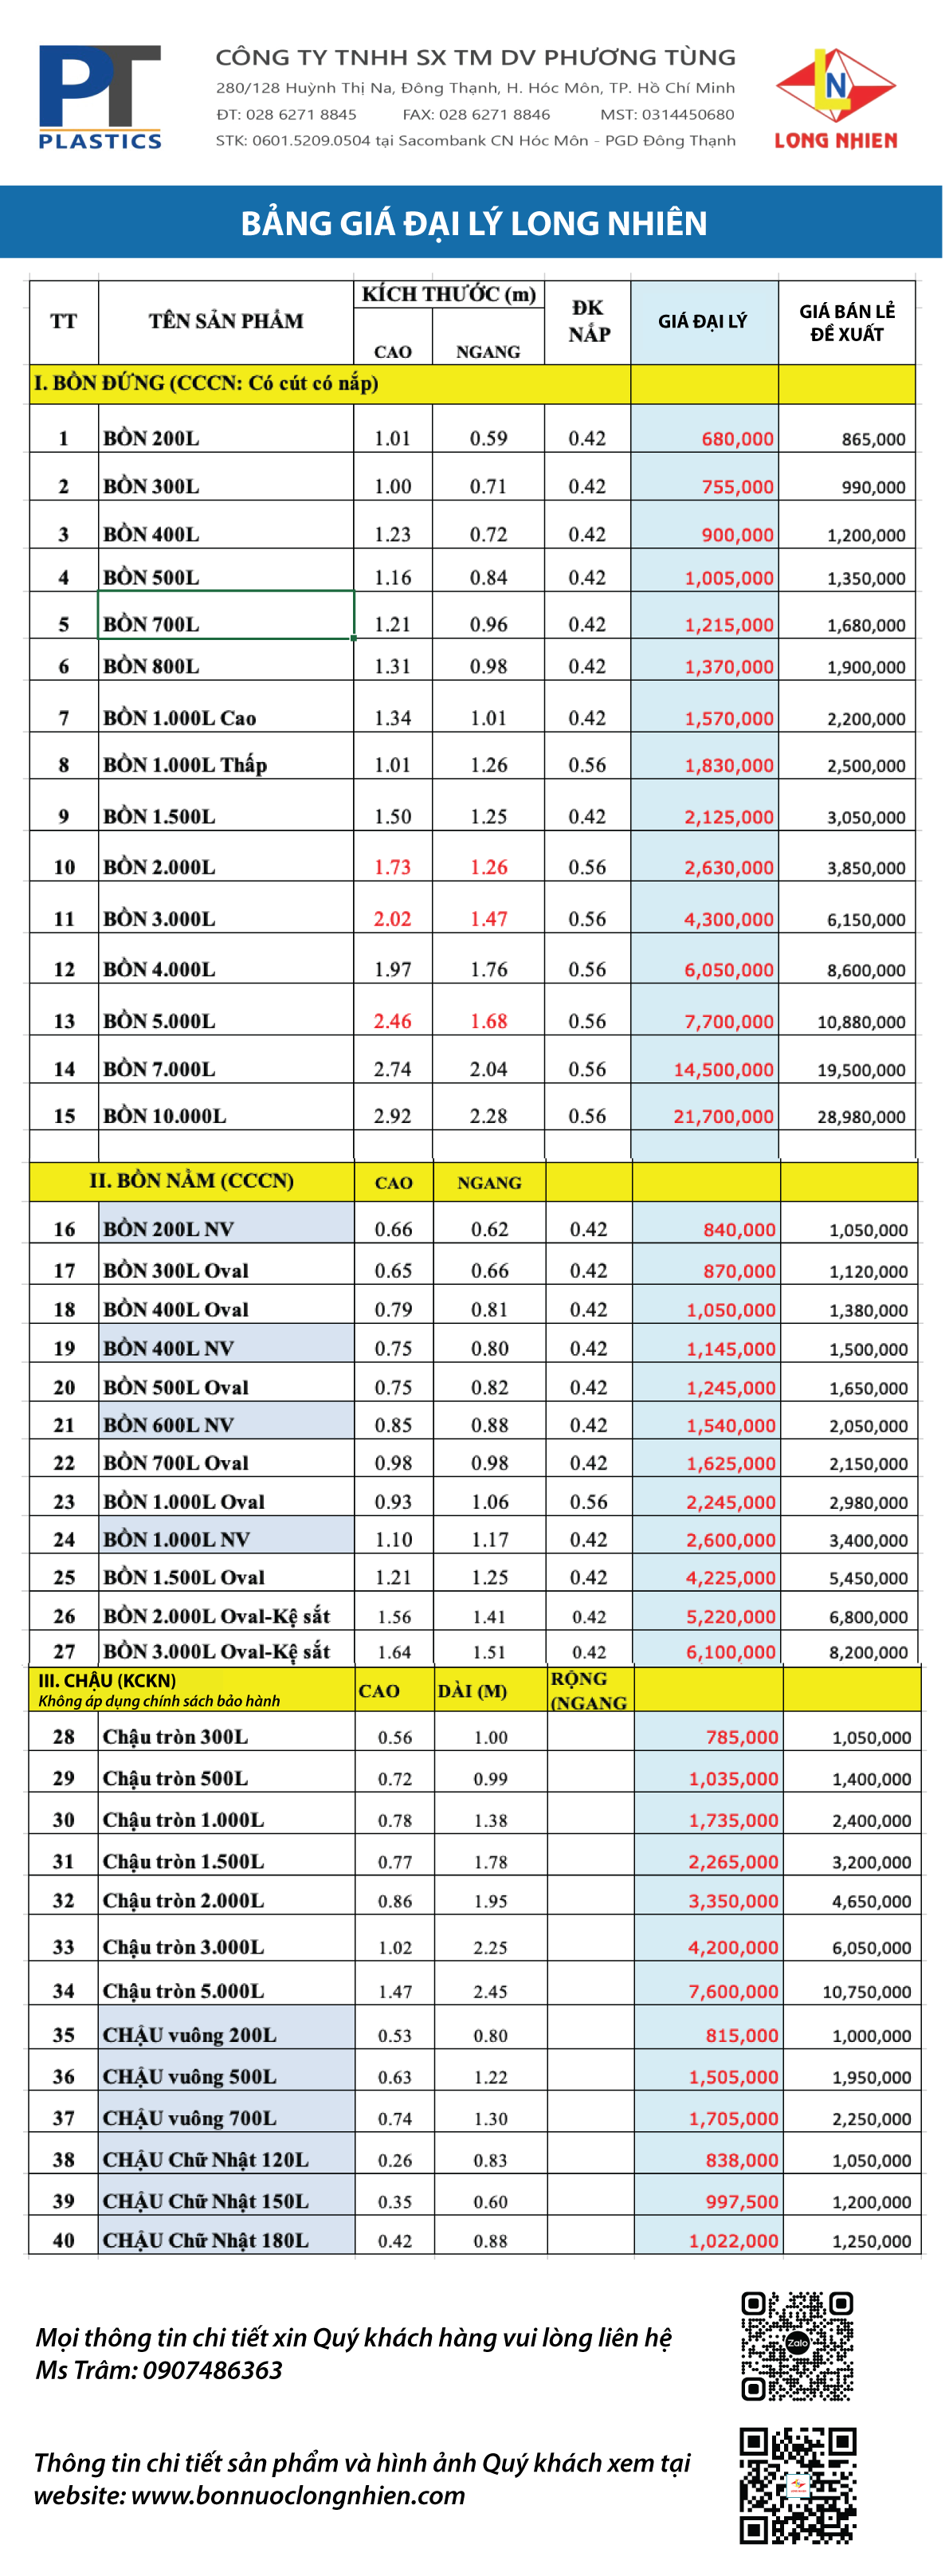 PT
PLASTICS
CÔNG TY TNHH SX TM DV PHƯƠNG TÙNG
280/128 Huỳnh Thị Na, Đông Thạnh, H. Hóc Môn, TP. Hồ Chí Minh
ĐT: 028 6271 8845 FAX: 028 6271 8846 MST: 0314450680
STK: 0601.5209.0504 tại Sacombank CN Hóc Môn - PGD Đông Thạnh
LN
LONG NHIEN
BẢNG GIÁ ĐẠI LÝ LONG NHIÊN
TT TÊN SẢN PHẨM KÍCH THƯỚC (m) ĐK NẮP GIÁ ĐẠI LÝ GIÁ BÁN LẺ ĐỀ XUẤT
CAO NGANG
I. BỒN ĐỨNG (CCCN: Có cút có nắp)
1 BỒN 200L 1.01 0.59 0.42 680,000 865,000
2 BỒN 300L 1.00 0.71 0.42 755,000 990,000
3 BỒN 400L 1.23 0.72 0.42 900,000 1,200,000
4 BỒN 500L 1.16 0.84 0.42 1,005,000 1,350,000
5 BỒN 700L 1.21 0.96 0.42 1,215,000 1,680,000
6 BỒN 800L 1.31 0.98 0.42 1,370,000 1,900,000
7 BỒN 1.000L Cao 1.34 1.01 0.42 1,570,000 2,200,000
8 BỒN 1.000L Thấp 1.01 1.26 0.56 1,830,000 2,500,000
9 BỒN 1.500L 1.50 1.25 0.42 2,125,000 3,050,000
10 BỒN 2.000L 1.73 1.26 0.56 2,630,000 3,850,000
11 BỒN 3.000L 2.02 1.47 0.56 4,300,000 6,150,000
12 BỒN 4.000L 1.97 1.76 0.56 6,050,000 8,600,000
13 BỒN 5.000L 2.46 1.68 0.56 7,700,000 10,880,000
14 BỒN 7.000L 2.74 2.04 0.56 14,500,000 19,500,000
15 BỒN 10.000L 2.92 2.28 0.56 21,700,000 28,980,000
II. BỒN NẰM (CCCN) CAO NGANG
16 BỒN 200L NV 0.66 0.62 0.42 840,000 1,050,000
17 BỒN 300L Oval 0.65 0.66 0.42 870,000 1,120,000
18 BỒN 400L Oval 0.79 0.81 0.42 1,050,000 1,380,000
19 BỒN 400L NV 0.75 0.80 0.42 1,145,000 1,500,000
20 BỒN 500L Oval 0.75 0.82 0.42 1,245,000 1,650,000
21 BỒN 600L NV 0.85 0.88 0.42 1,540,000 2,050,000
22 BỒN 700L Oval 0.98 0.98 0.42 1,625,000 2,150,000
23 BỒN 1.000L Oval 0.93 1.06 0.56 2,245,000 2,980,000
24 BỒN 1.000L NV 1.10 1.17 0.42 2,600,000 3,400,000
25 BỒN 1.500L Oval 1.21 1.25 0.42 4,225,000 5,450,000
26 BỒN 2.000L Oval-Kệ sắt 1.56 1.41 0.42 5,220,000 6,800,000
27 BỒN 3.000L Oval-Kệ sắt 1.64 1.51 0.42 6,100,000 8,200,000
III. CHẬU (KCKN) CAO DÀI (M) RỘNG (NGANG
Không áp dụng chính sách bảo hành
28 Chậu tròn 300L 0.56 1.00 785,000 1,050,000
29 Chậu tròn 500L 0.72 0.99 1,035,000 1,400,000
30 Chậu tròn 1.000L 0.78 1.38 1,735,000 2,400,000
31 Chậu tròn 1.500L 0.77 1.78 2,265,000 3,200,000
32 Chậu tròn 2.000L 0.86 1.95 3,350,000 4,650,000
33 Chậu tròn 3.000L 1.02 2.25 4,200,000 6,050,000
34 Chậu tròn 5.000L 1.47 2.45 7,600,000 10,750,000
35 CHẬU vuông 200L 0.53 0.80 815,000 1,000,000
36 CHẬU vuông 500L 0.63 1.22 1,505,000 1,950,000
37 CHẬU vuông 700L 0.74 1.30 1,705,000 2,250,000
38 CHẬU Chữ Nhật 120L 0.26 0.83 838,000 1,050,000
39 CHẬU Chữ Nhật 150L 0.35 0.60 997,500 1,200,000
40 CHẬU Chữ Nhật 180L 0.42 0.88 1,022,000 1,250,000
Mọi thông tin chi tiết xin Quý khách hàng vui lòng liên hệ
Ms Trâm: 0907486363
Zalo
Thông tin chi tiết sản phẩm và hình ảnh Quý khách xem tại
website: www.bonnuoclongnhien.com